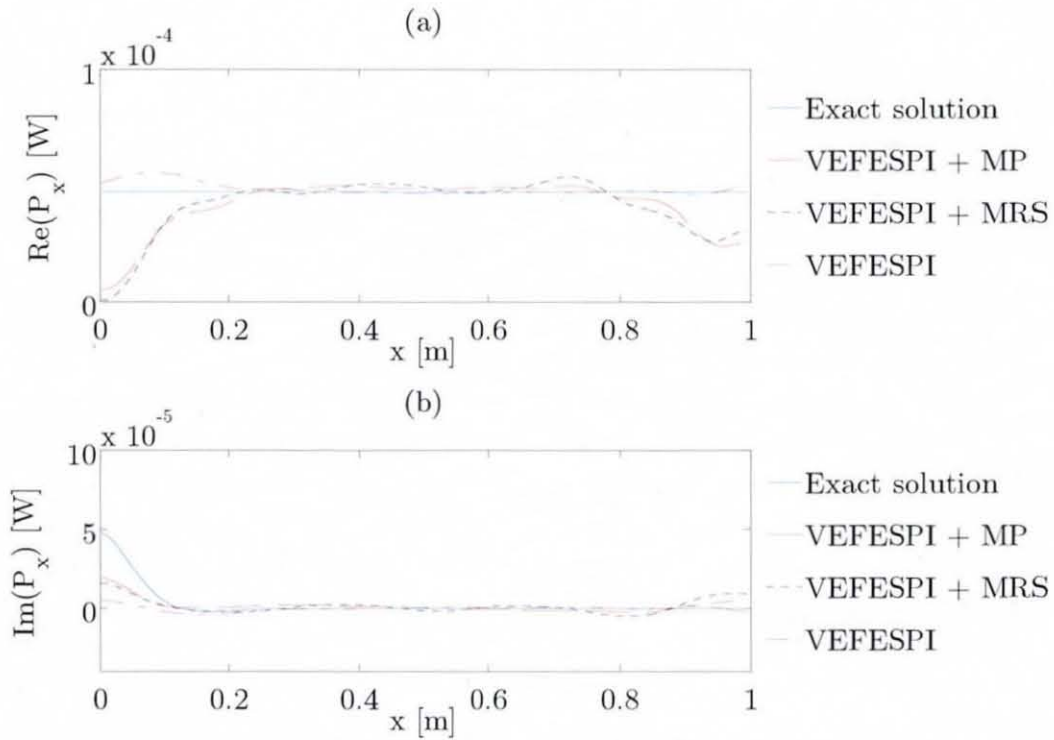 (a)
x 10^-4
1
0
Re(P_x) [W]
0 0.2 0.4 0.6 0.8 1
x [m]
Exact solution
VEFESPI + MP
VEFESPI + MRS
VEFESPI
(b)
x 10^-5
10
5
0
Im(P_x) [W]
0 0.2 0.4 0.6 0.8 1
x [m]
Exact solution
VEFESPI + MP
VEFESPI + MRS
VEFESPI